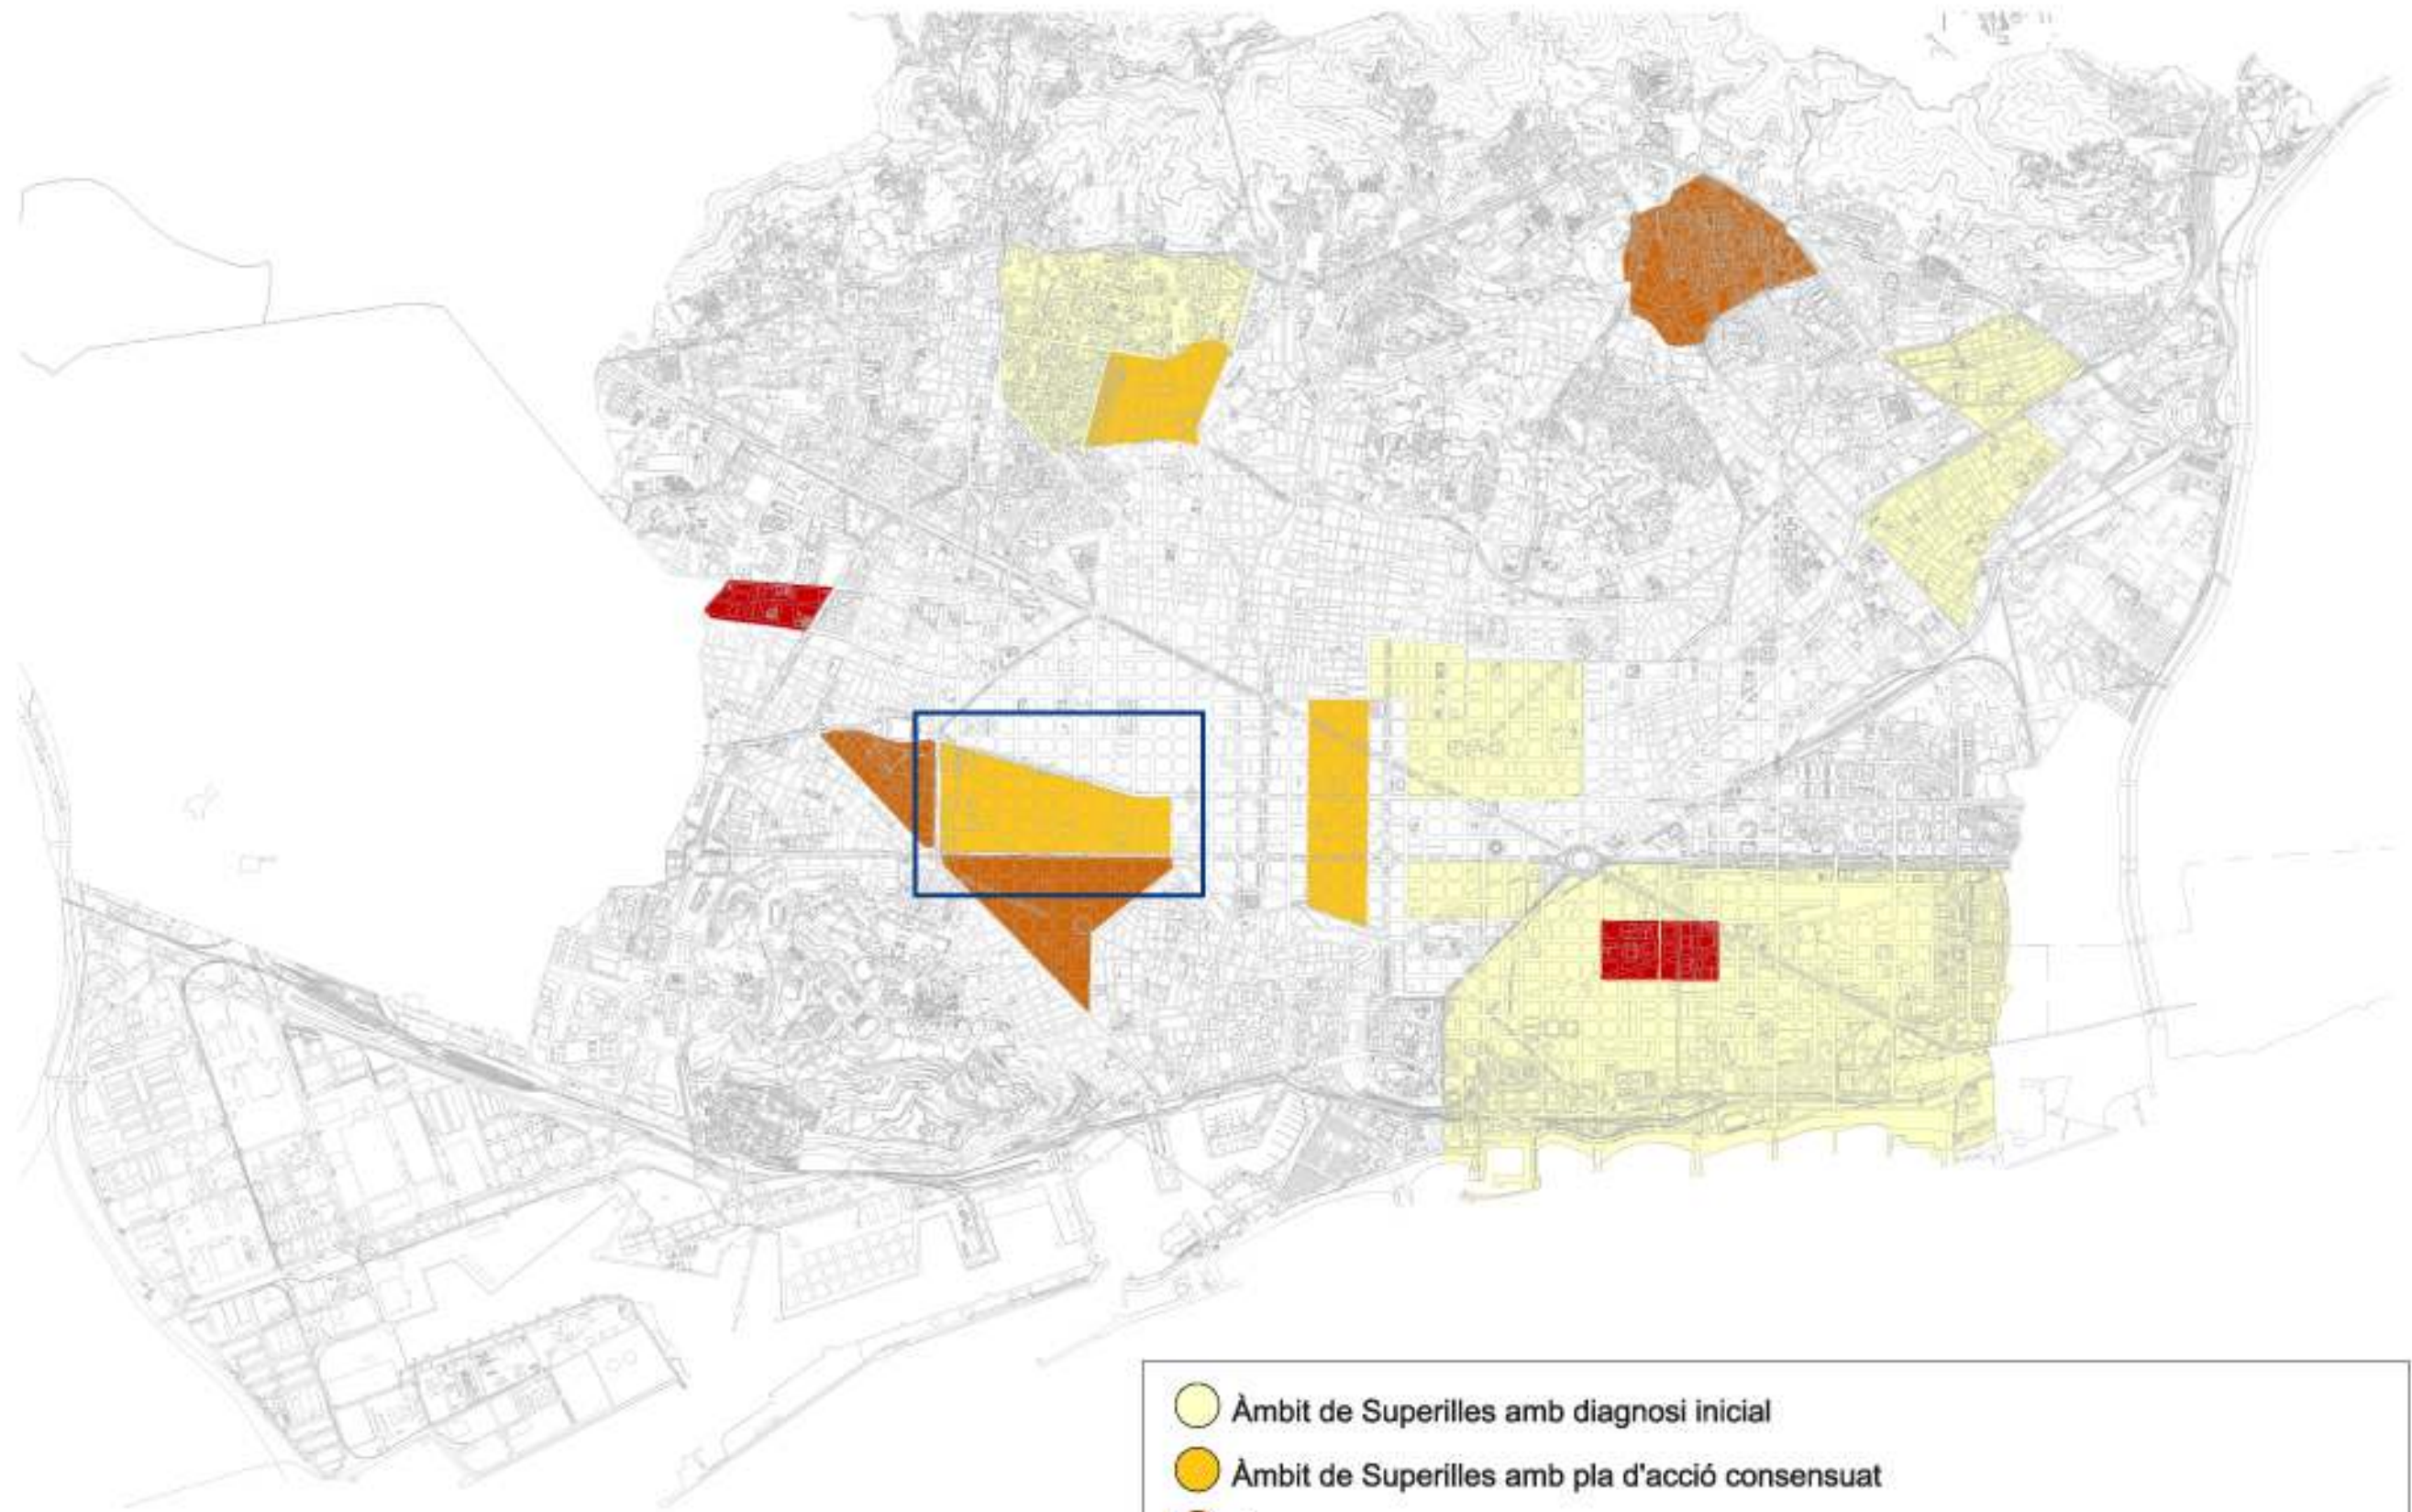 Àmbit de Superilles amb diagnosi inicial
Àmbit de Superilles amb pla d'acció consensuat